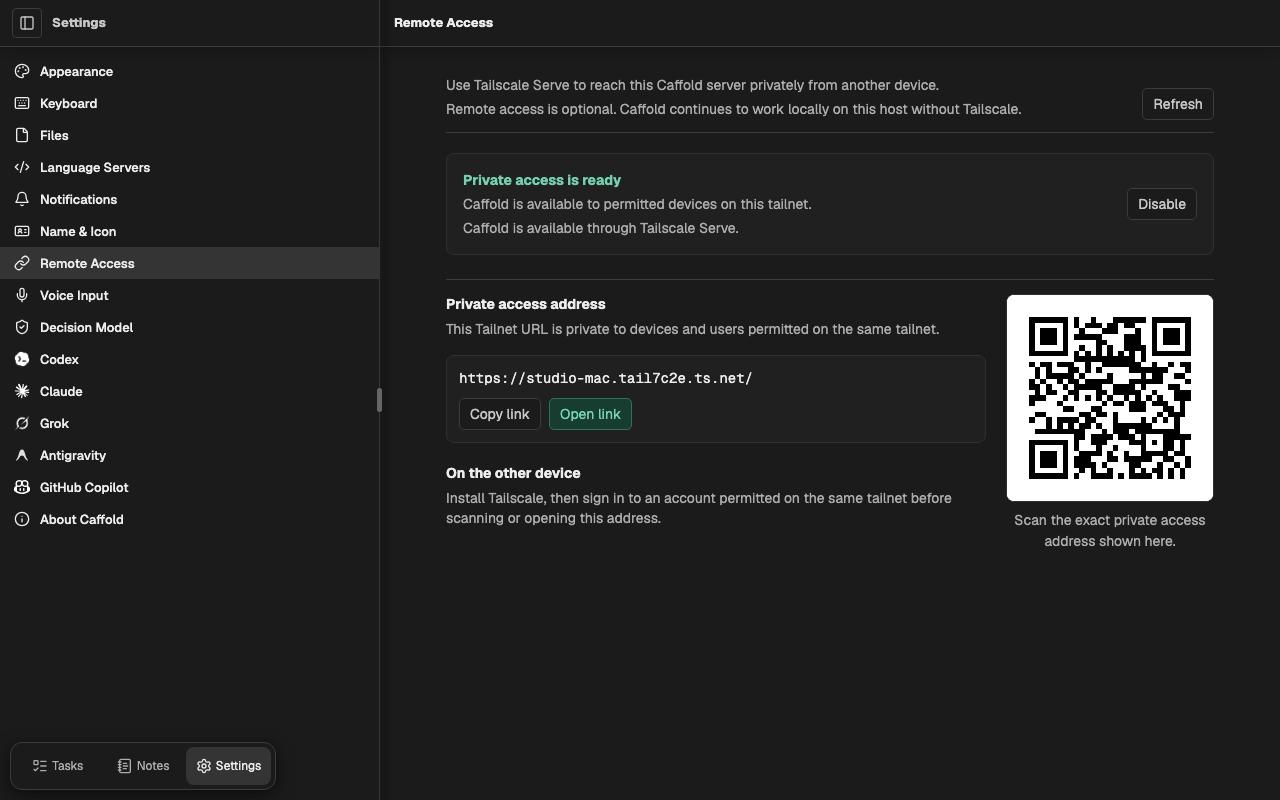 Settings
Remote Access
Appearance
Keyboard
Files
Language Servers
Notifications
Name & Icon
Remote Access
Voice Input
Decision Model
Codex
Claude
Grok
Antigravity
GitHub Copilot
About Caffold
Tasks
Notes
Settings
Use Tailscale Serve to reach this Caffold server privately from another device.
Remote access is optional. Caffold continues to work locally on this host without Tailscale.
Refresh
Private access is ready
Caffold is available to permitted devices on this tailnet.
Caffold is available through Tailscale Serve.
Disable
Private access address
This Tailnet URL is private to devices and users permitted on the same tailnet.
https://studio-mac.tail7c2e.ts.net/
Copy link
Open link
On the other device
Install Tailscale, then sign in to an account permitted on the same tailnet before
scanning or opening this address.
Scan the exact private access
address shown here.